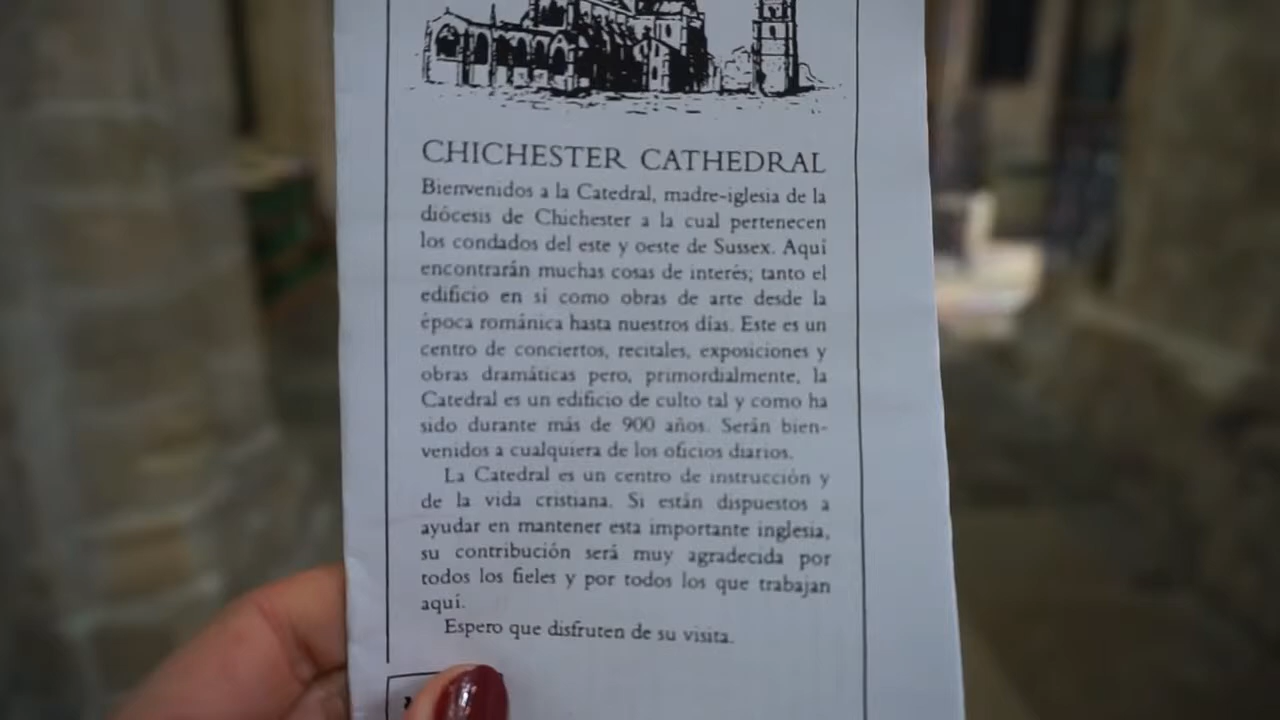 CHICHESTER CATHEDRAL
Bienvenidos a la Catedral, madre-iglesia de la
diócesis de Chichester a la cual pertenecen
los condados del este y oeste de Sussex. Aquí
encontrarán muchas cosas de interés; tanto el
edificio en sí como obras de arte desde la
época románica hasta nuestros días. Este es un
centro de conciertos, recitales, exposiciones y
obras dramáticas pero, primordialmente, la
Catedral es un edificio de culto tal y como ha
sido durante más de 900 años. Serán bien-
venidos a cualquiera de los oficios diarios.
La Catedral es un centro de instrucción y
de la vida cristiana. Si están dispuestos a
ayudar en mantener esta importante inglesia,
su contribución será muy agradecida por
todos los fieles y por todos los que trabajan
aquí.
Espero que disfruten de su visita.